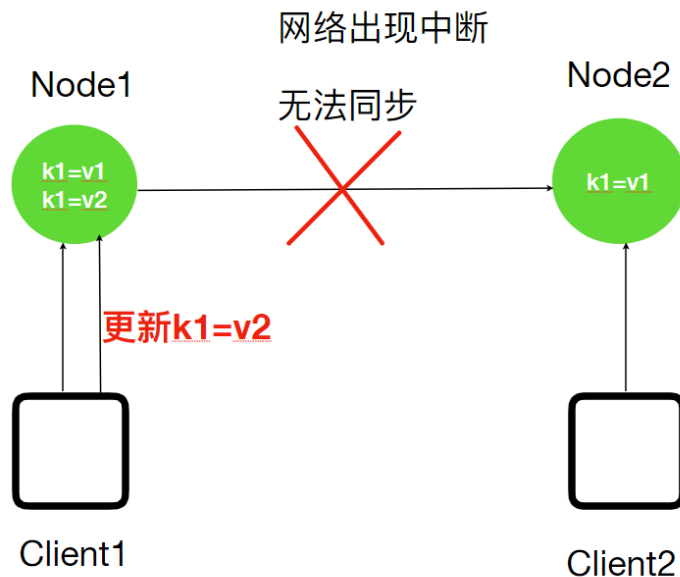 网络出现中断
无法同步
Node1
Node2
k1=v1
k1=v2
k1=v1
更新k1=v2
Client1
Client2